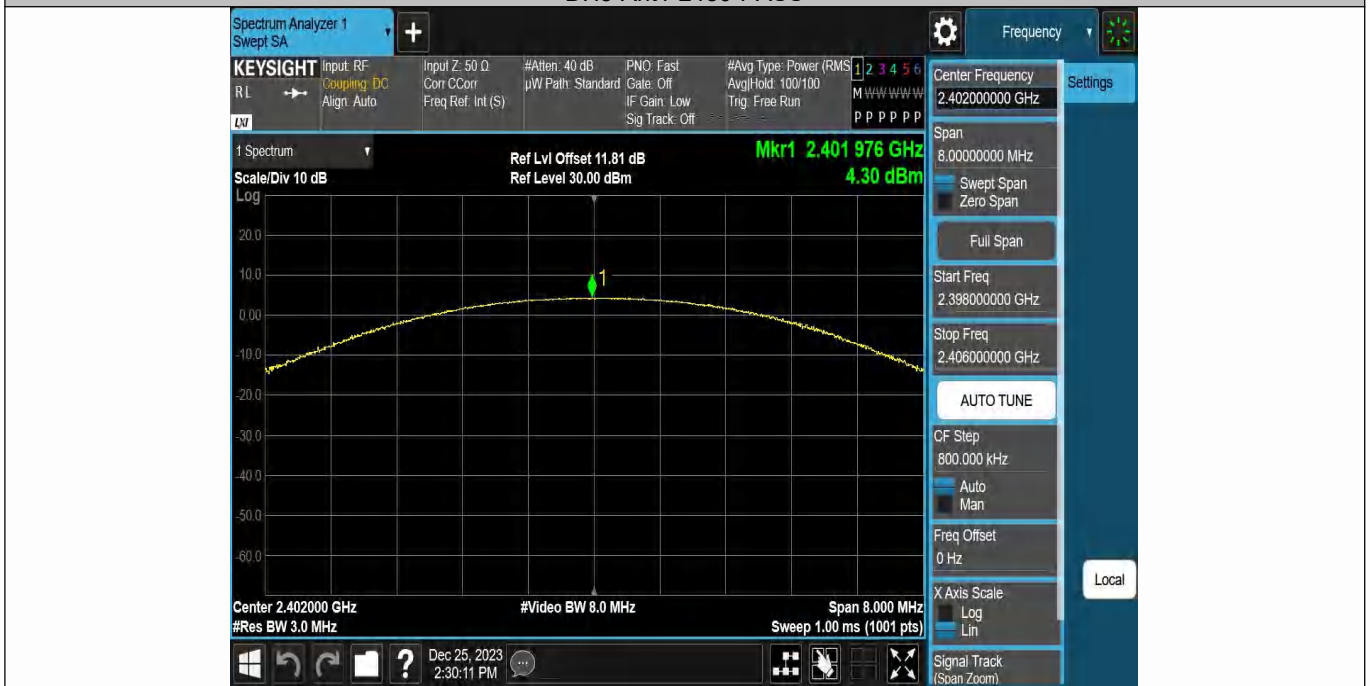 Spectrum Analyzer 1
Swept SA
+
Frequency
KEYSIGHT
RL
LXI
Input: RF
Coupling: DC
Align: Auto
Input Z: 50 Ω
Corr CCorr
Freq Ref: Int (S)
#Atten: 40 dB
µW Path: Standard
PNO: Fast
Gate: Off
IF Gain: Low
Sig Track: Off
#Avg Type: Power (RMS
Avg|Hold: 100/100
Trig: Free Run
1 2 3 4 5 6
M W W W W W
P P P P P P
1 Spectrum
Scale/Div 10 dB
Log
Ref Lvl Offset 11.81 dB
Ref Level 30.00 dBm
Mkr1 2.401 976 GHz
4.30 dBm
20.0
10.0
0.00
-10.0
-20.0
-30.0
-40.0
-50.0
-60.0
1
Center 2.402000 GHz
#Res BW 3.0 MHz
#Video BW 8.0 MHz
Span 8.000 MHz
Sweep 1.00 ms (1001 pts)
Center Frequency
2.402000000 GHz
Settings
Span
8.00000000 MHz
Swept Span
Zero Span
Full Span
Start Freq
2.398000000 GHz
Stop Freq
2.406000000 GHz
AUTO TUNE
CF Step
800.000 kHz
Auto
Man
Freq Offset
0 Hz
X Axis Scale
Log
Lin
Signal Track
(Span Zoom)
Local
?
Dec 25, 2023
2:30:11 PM